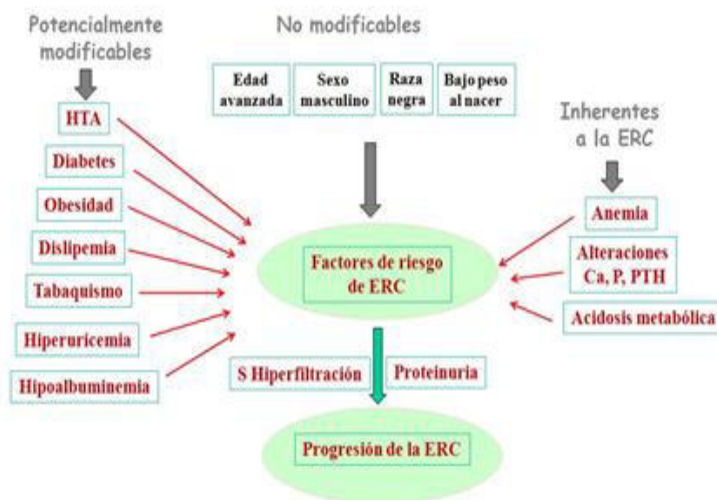 Potencialmente
modificables
HTA
Diabetes
Obesidad
Dislipemia
Tabaquismo
Hiperuricemia
Hipoalbuminemia
No modificables
Edad
avanzada
Sexo
masculino
Raza
negra
Bajo peso
al nacer
Inherentes
a la ERC
Anemia
Alteraciones
Ca, P, PTH
Acidosis metabólica
Factores de riesgo
de ERC
S Hiperfiltración
Proteinuria
Progresión de la ERC